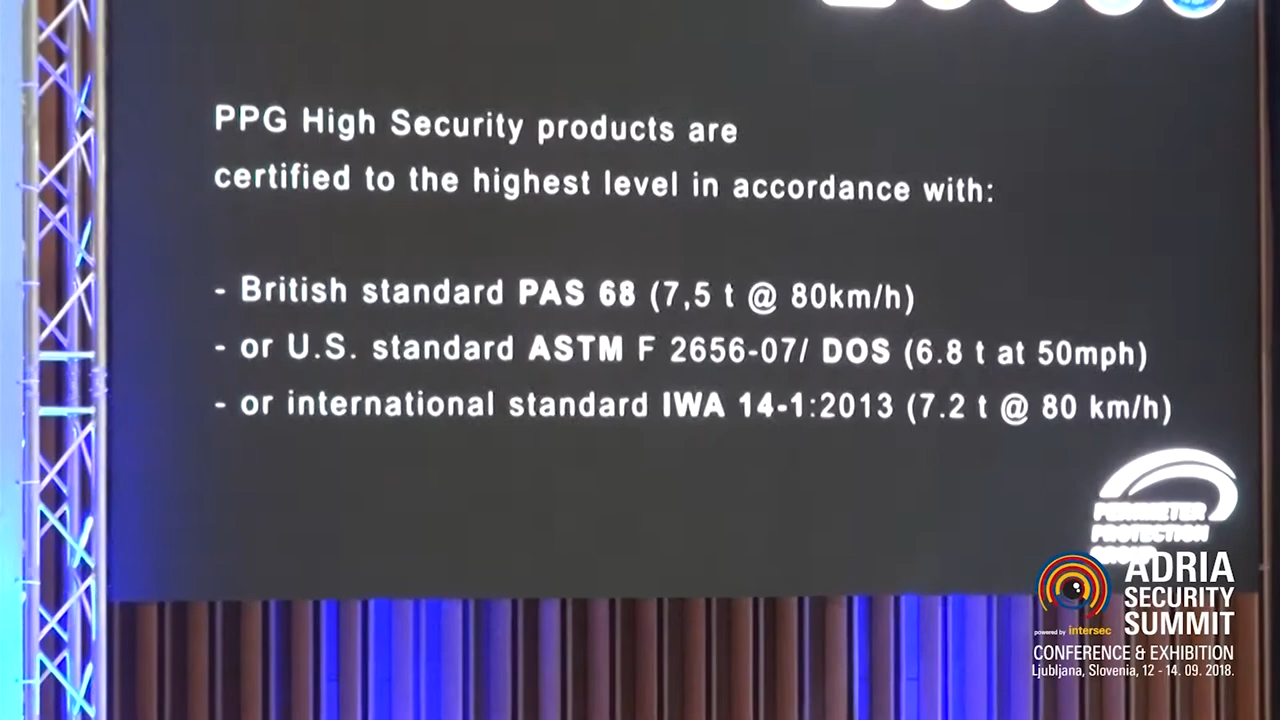 PPG High Security products are
certified to the highest level in accordance with:
- British standard PAS 68 (7,5 t @ 80km/h)
- or U.S. standard ASTM F 2656-07/ DOS (6.8 t at 50mph)
- or international standard IWA 14-1:2013 (7.2 t @ 80 km/h)
PERIMETER
PROTECTION
GROUP
ADRIA
SECURITY
SUMMIT
powered by intersec
CONFERENCE & EXHIBITION
Ljubljana, Slovenia, 12 - 14. 09. 2018.